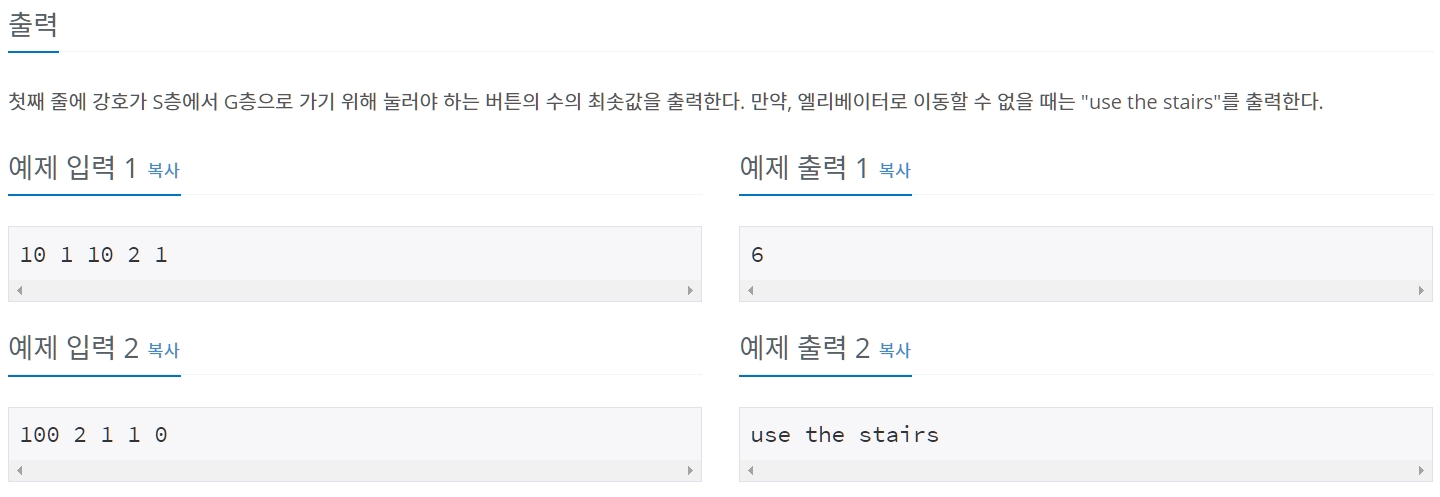 출력
첫째 줄에 강호가 S층에서 G층으로 가기 위해 눌러야 하는 버튼의 수의 최솟값을 출력한다. 만약, 엘리베이터로 이동할 수 없을 때는 "use the stairs"를 출력한다.
예제 입력 1 복사
10 1 10 2 1
예제 출력 1 복사
6
예제 입력 2 복사
100 2 1 1 0
예제 출력 2 복사
use the stairs